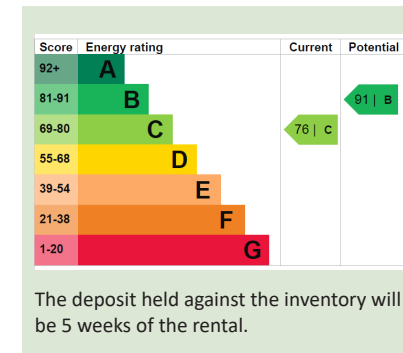 Score Energy rating Current Potential
92+ A
81-91 B 91 | B
69-80 C 76 | C
55-68 D
39-54 E
21-38 F
1-20 G
The deposit held against the inventory will
be 5 weeks of the rental.